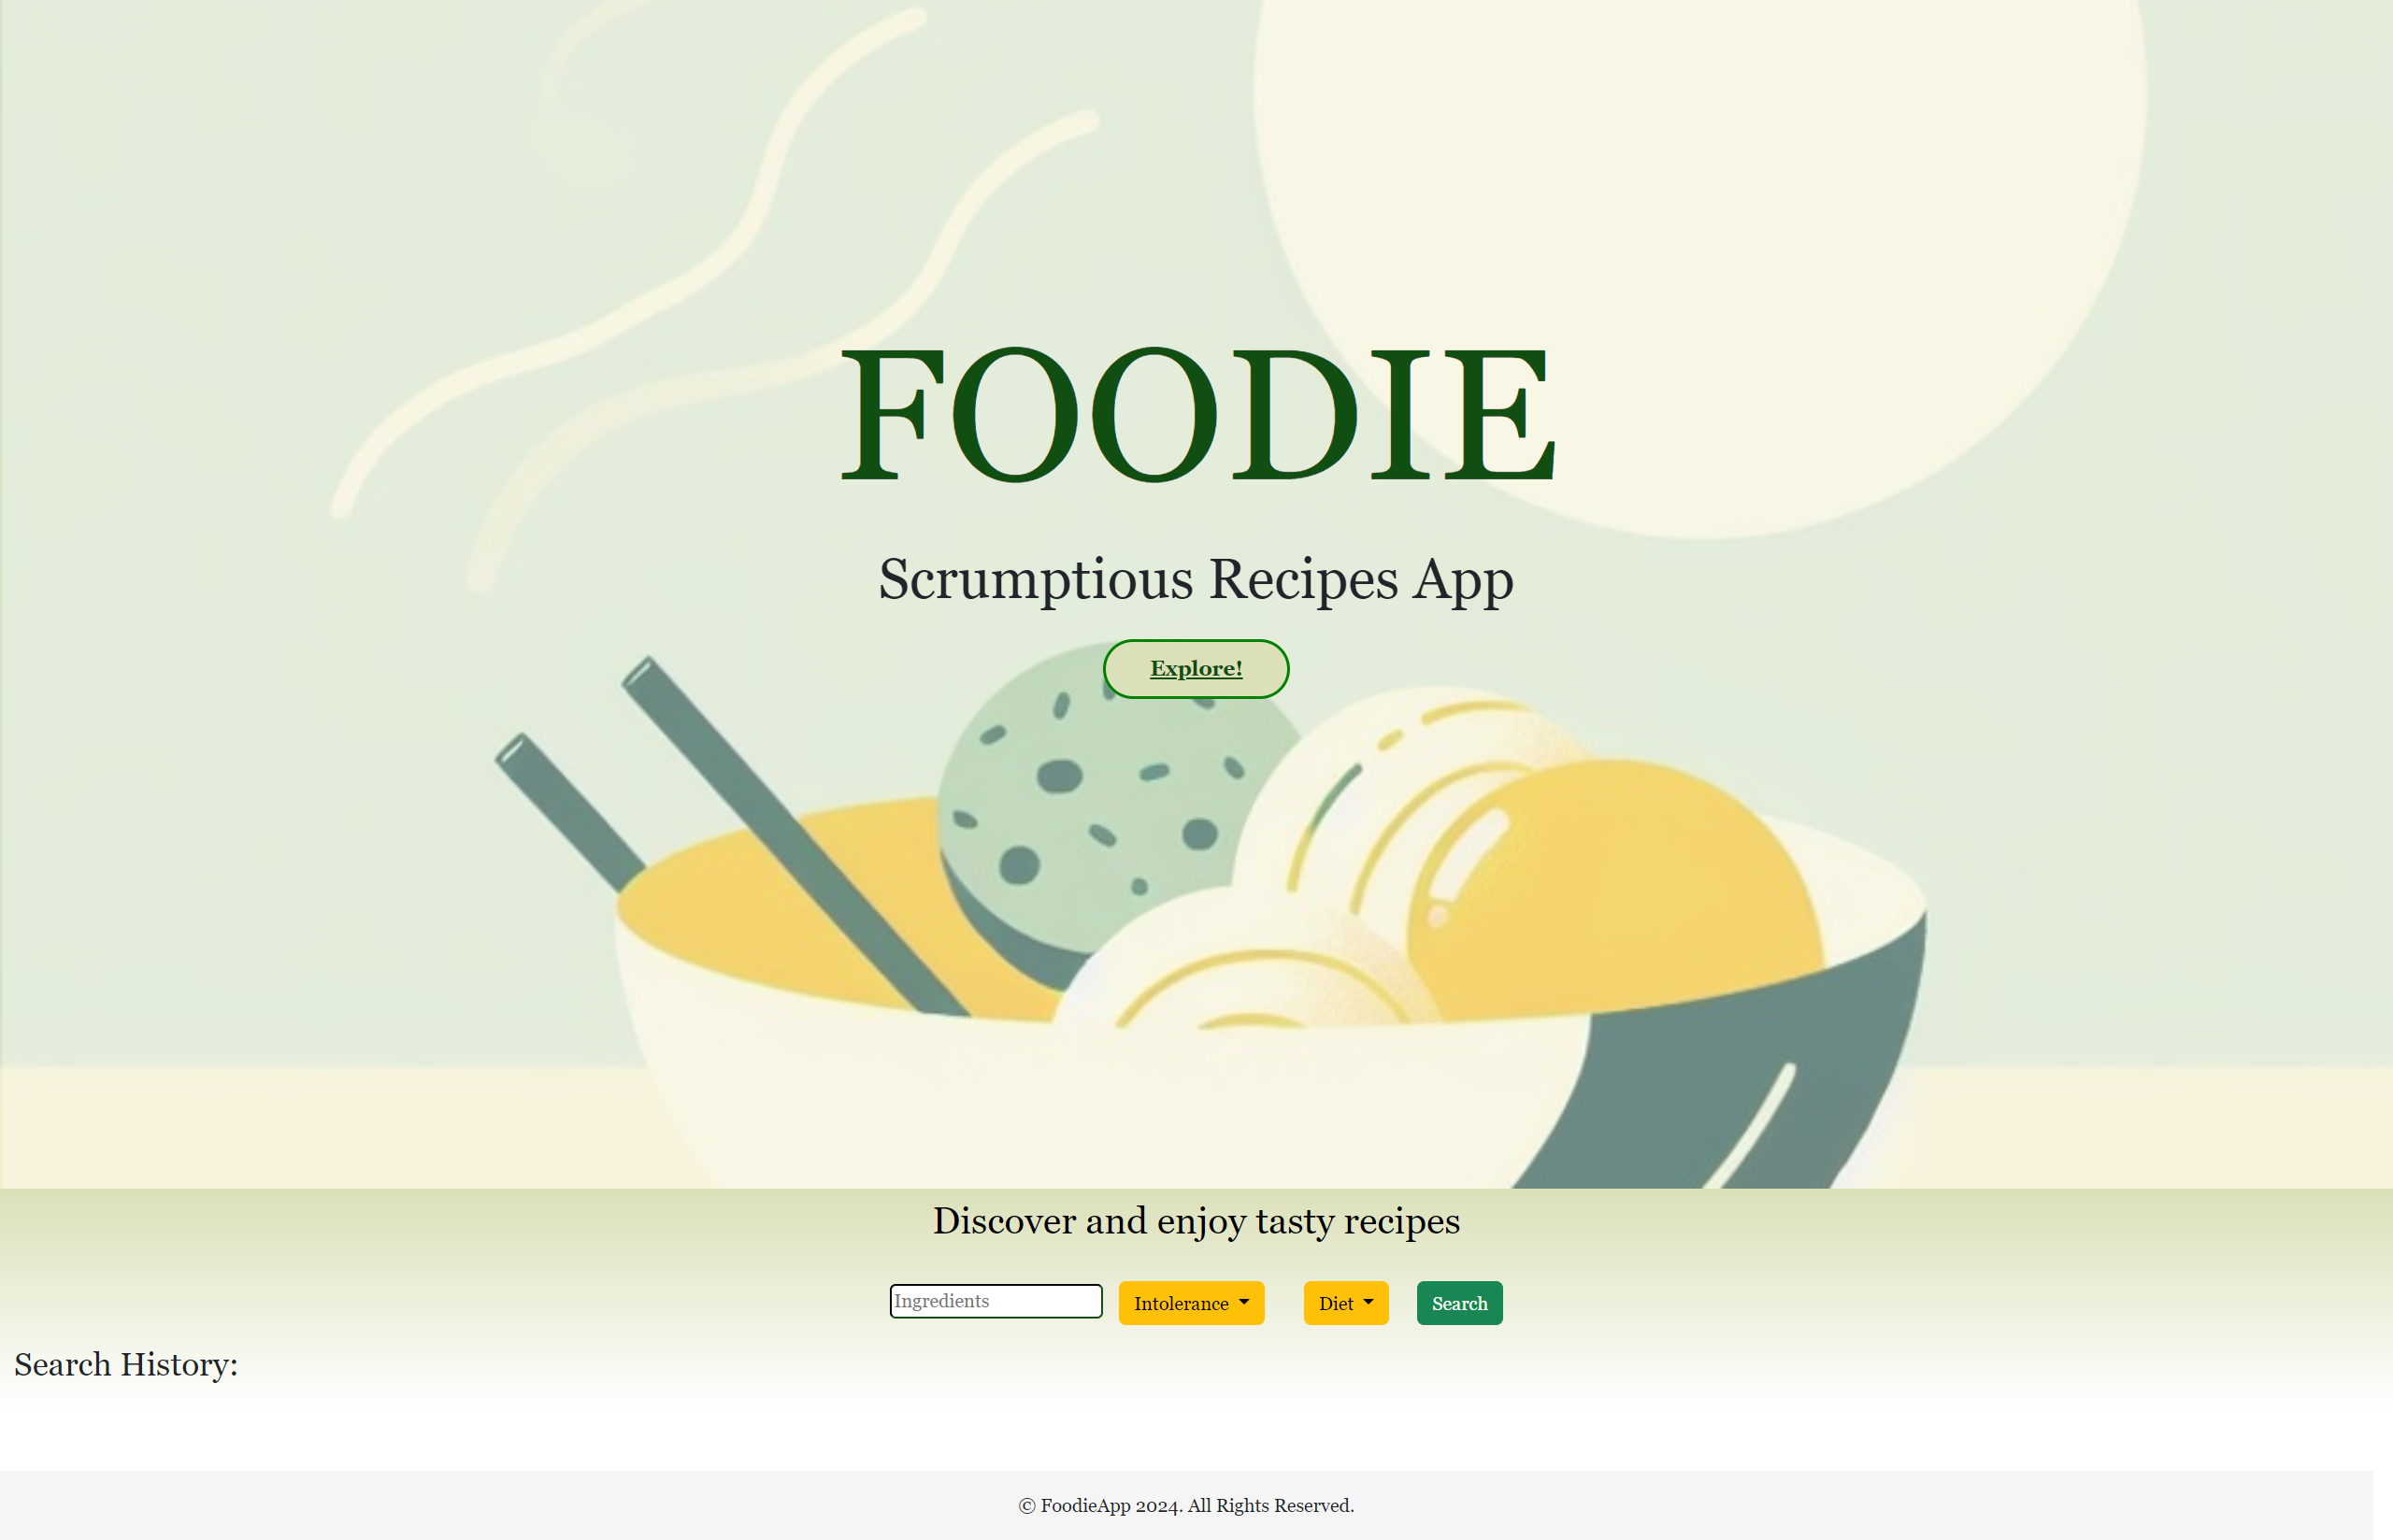 FOODIE
Scrumptious Recipes App
Explore!
Discover and enjoy tasty recipes
Ingredients Intolerance Diet Search
Search History:
© FoodieApp 2024. All Rights Reserved.